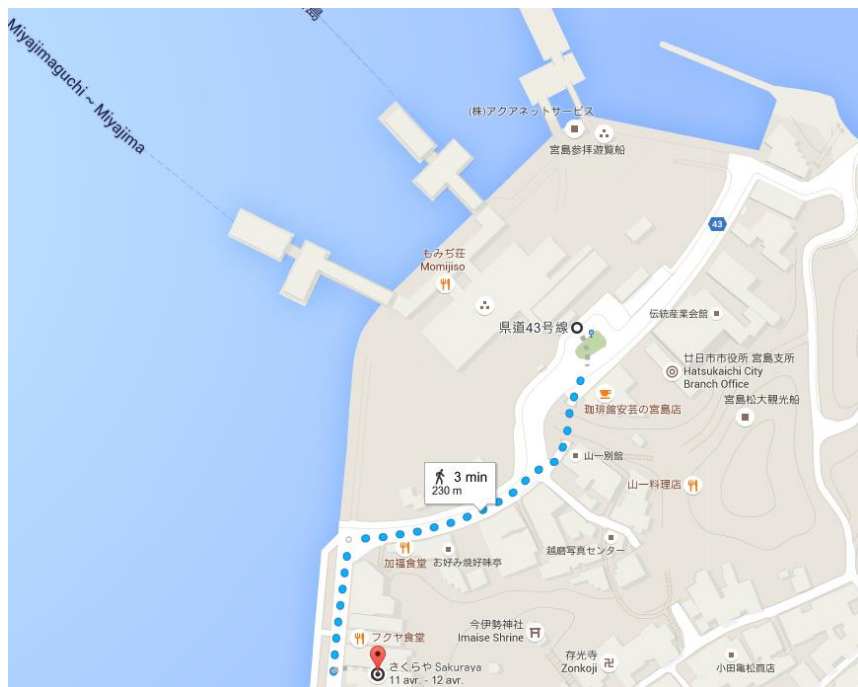 島
Miyajimaguchi ~ Miyajima
(株)アクアネットサービス
宮島参拝遊覧船
43
もみぢ荘
Momijiso
県道43号線
伝統産業会館
廿日市市役所 宮島支所
Hatsukaichi City
Branch Office
宮島松大観光船
珈琲館安芸の宮島店
山一別館
3 min
230 m
山一料理店
加福食堂
お好み焼好味亭
越麿写真センター
今伊勢神社
Imaise Shrine
フクヤ食堂
さくらや Sakuraya
11 avr. - 12 avr.
存光寺
Zonkoji
小田亀松商店